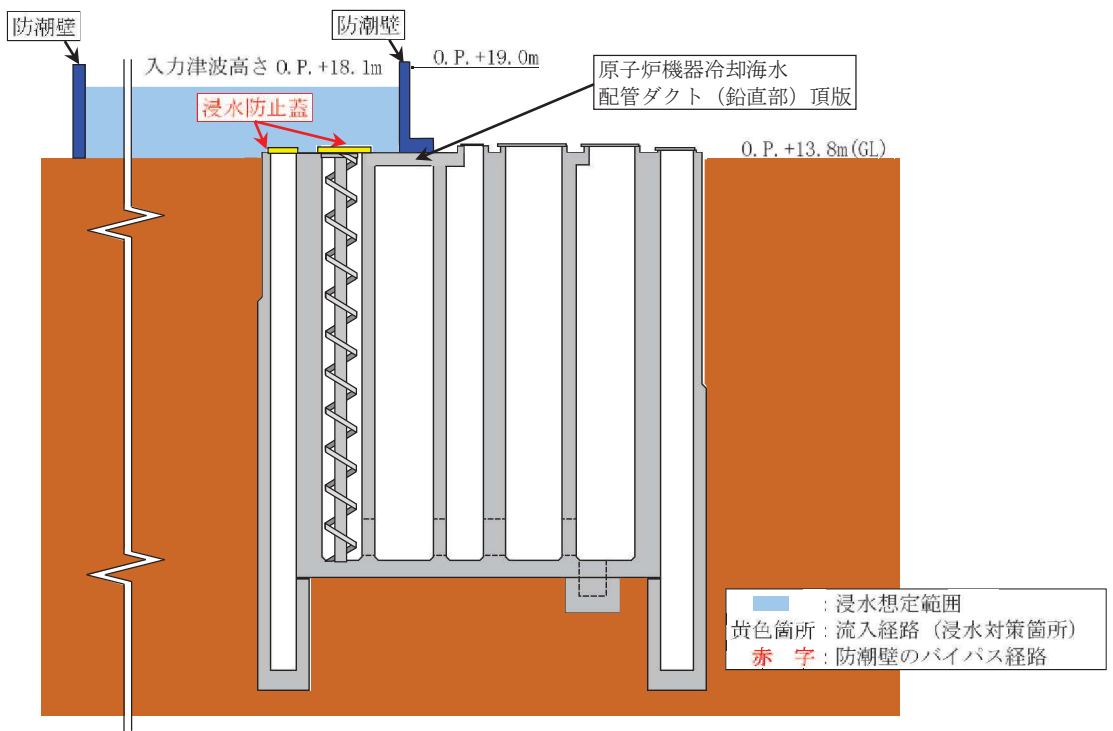 防潮壁
防潮壁
入力津波高さ O.P.+18.1m
O.P.+19.0m
原子炉機器冷却海水
配管ダクト（鉛直部）頂版
浸水防止蓋
O.P.+13.8m(GL)
：浸水想定範囲
黄色箇所：流入経路（浸水対策箇所）
赤　字：防潮壁のバイパス経路